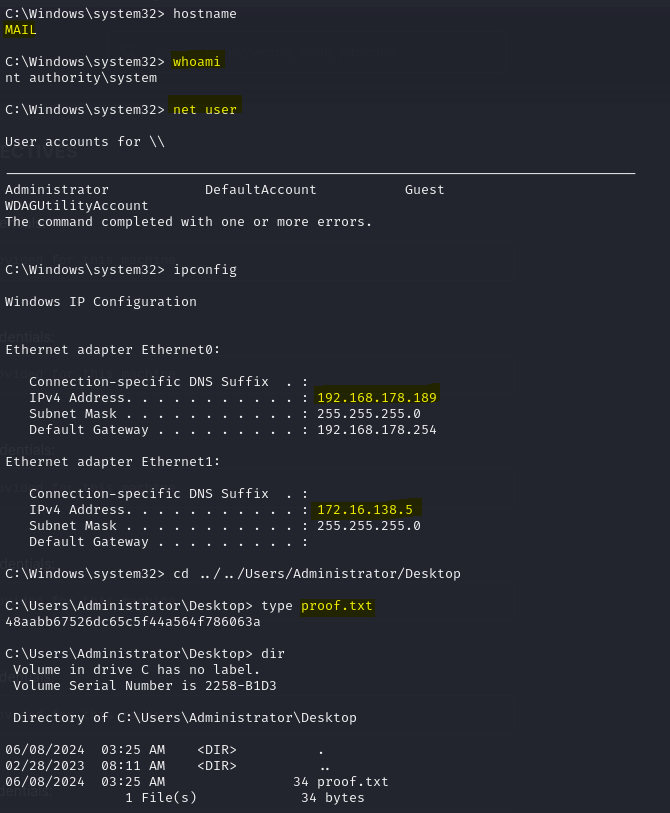 C:\Windows\system32> hostname
MAIL
C:\Windows\system32> whoami
nt authority\system
C:\Windows\system32> net user
User accounts for \\
-------------------------------------------------------------------------------
Administrator            DefaultAccount           Guest
WDAGUtilityAccount
The command completed with one or more errors.
C:\Windows\system32> ipconfig
Windows IP Configuration
Ethernet adapter Ethernet0:
   Connection-specific DNS Suffix  . :
   IPv4 Address. . . . . . . . . . . : 192.168.178.189
   Subnet Mask . . . . . . . . . . . : 255.255.255.0
   Default Gateway . . . . . . . . . : 192.168.178.254
Ethernet adapter Ethernet1:
   Connection-specific DNS Suffix  . :
   IPv4 Address. . . . . . . . . . . : 172.16.138.5
   Subnet Mask . . . . . . . . . . . : 255.255.255.0
   Default Gateway . . . . . . . . . :
C:\Windows\system32> cd ../../Users/Administrator/Desktop
C:\Users\Administrator\Desktop> type proof.txt
48aabb67526dc65c5f44a564f786063a
C:\Users\Administrator\Desktop> dir
 Volume in drive C has no label.
 Volume Serial Number is 2258-B1D3
 Directory of C:\Users\Administrator\Desktop
06/08/2024  03:25 AM    <DIR>          .
02/28/2023  08:11 AM    <DIR>          ..
06/08/2024  03:25 AM                34 proof.txt
               1 File(s)             34 bytes